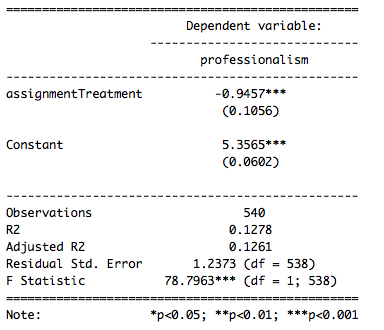 Dependent variable:
professionalism
assignmentTreatment -0.9457***
(0.1056)
Constant 5.3565***
(0.0602)
Observations 540
R2 0.1278
Adjusted R2 0.1261
Residual Std. Error 1.2373 (df = 538)
F Statistic 78.7963*** (df = 1; 538)
Note: *p<0.05; **p<0.01; ***p<0.001